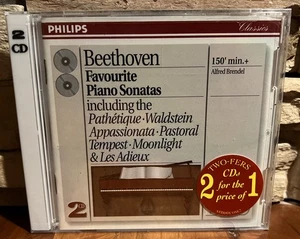 2
CD
PHILIPS
Classics
Beethoven
Favourite
Piano Sonatas
including the
Pathétique · Waldstein
Appassionata · Pastoral
Tempest · Moonlight
& Les Adieux
150' min.+
Alfred Brendel
2
TWO-FERS
CDs
2 for the 1
price of